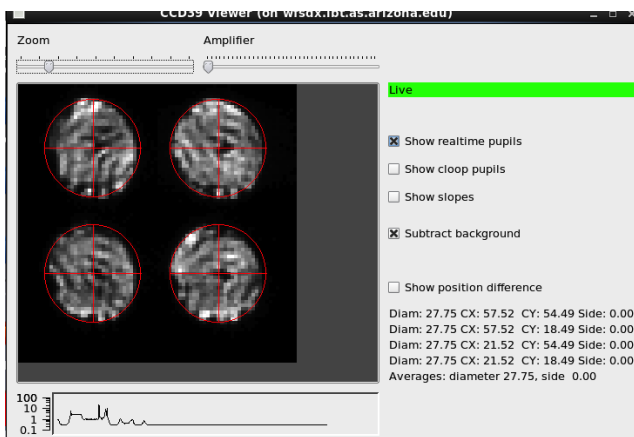 CCD39 Viewer (on wfsdx.lbt.as.arizona.edu)
Zoom
Amplifier
Live
Show realtime pupils
Show cloop pupils
Show slopes
Subtract background
Show position difference
Diam: 27.75 CX: 57.52 CY: 54.49 Side: 0.00
Diam: 27.75 CX: 57.52 CY: 18.49 Side: 0.00
Diam: 27.75 CX: 21.52 CY: 54.49 Side: 0.00
Diam: 27.75 CX: 21.52 CY: 18.49 Side: 0.00
Averages: diameter 27.75, side 0.00
100
10
1
0.1